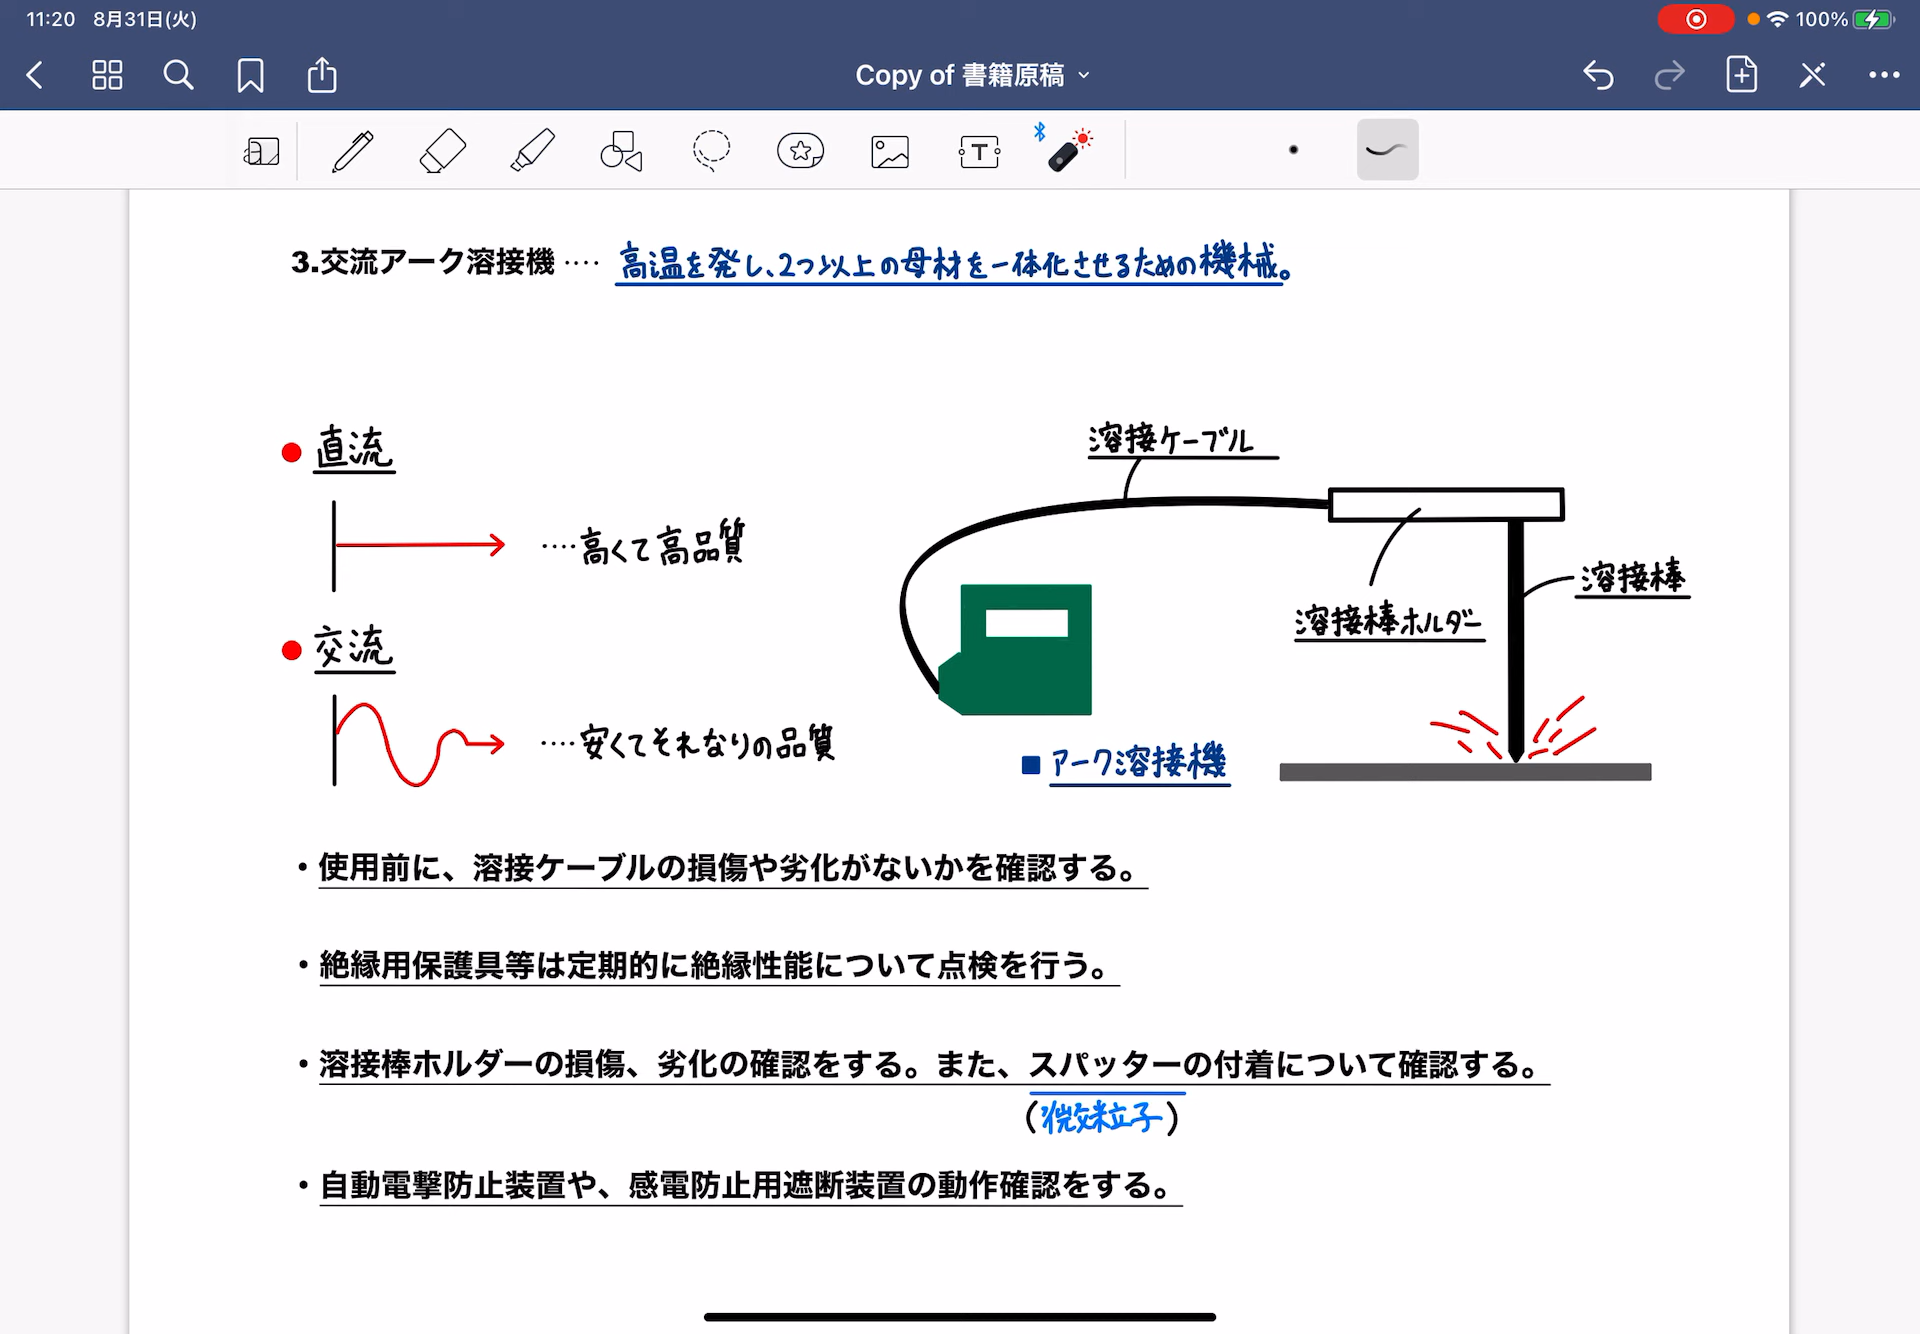 11:20 8月31日(火)
100%
Copy of 書籍原稿
3.交流アーク溶接機 ···· 高温を発し、2つ以上の母材を一体化させるための機械。
● 直流
····高くて高品質
● 交流
····安くてそれなりの品質
溶接ケーブル
溶接棒
溶接棒ホルダー
■ アーク溶接機
・使用前に、溶接ケーブルの損傷や劣化がないかを確認する。
・絶縁用保護具等は定期的に絶縁性能について点検を行う。
・溶接棒ホルダーの損傷、劣化の確認をする。また、スパッターの付着について確認する。
(微粒子)
・自動電撃防止装置や、感電防止用遮断装置の動作確認をする。